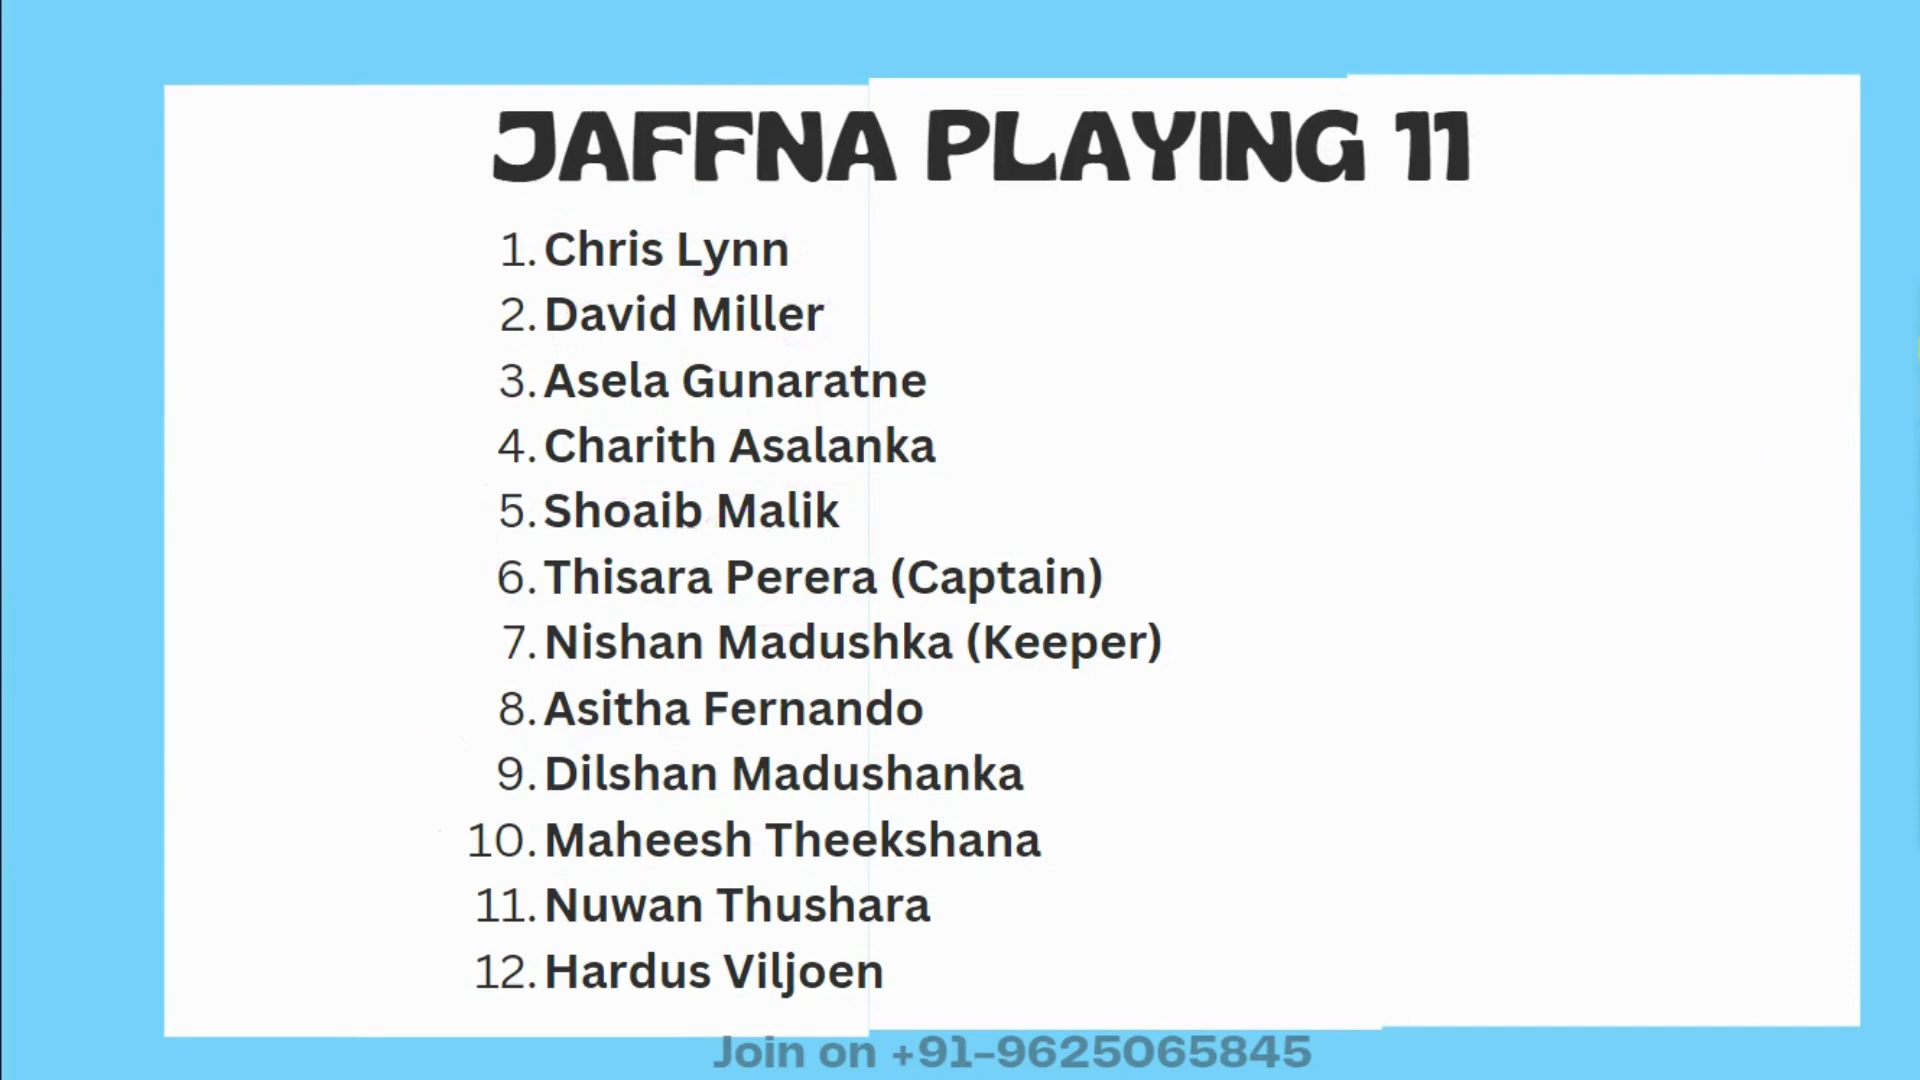 JAFFNA PLAYING 11
1. Chris Lynn
2. David Miller
3. Asela Gunaratne
4. Charith Asalanka
5. Shoaib Malik
6. Thisara Perera (Captain)
7. Nishan Madushka (Keeper)
8. Asitha Fernando
9. Dilshan Madushanka
10. Maheesh Theekshana
11. Nuwan Thushara
12. Hardus Viljoen
Join on +91-9625065845